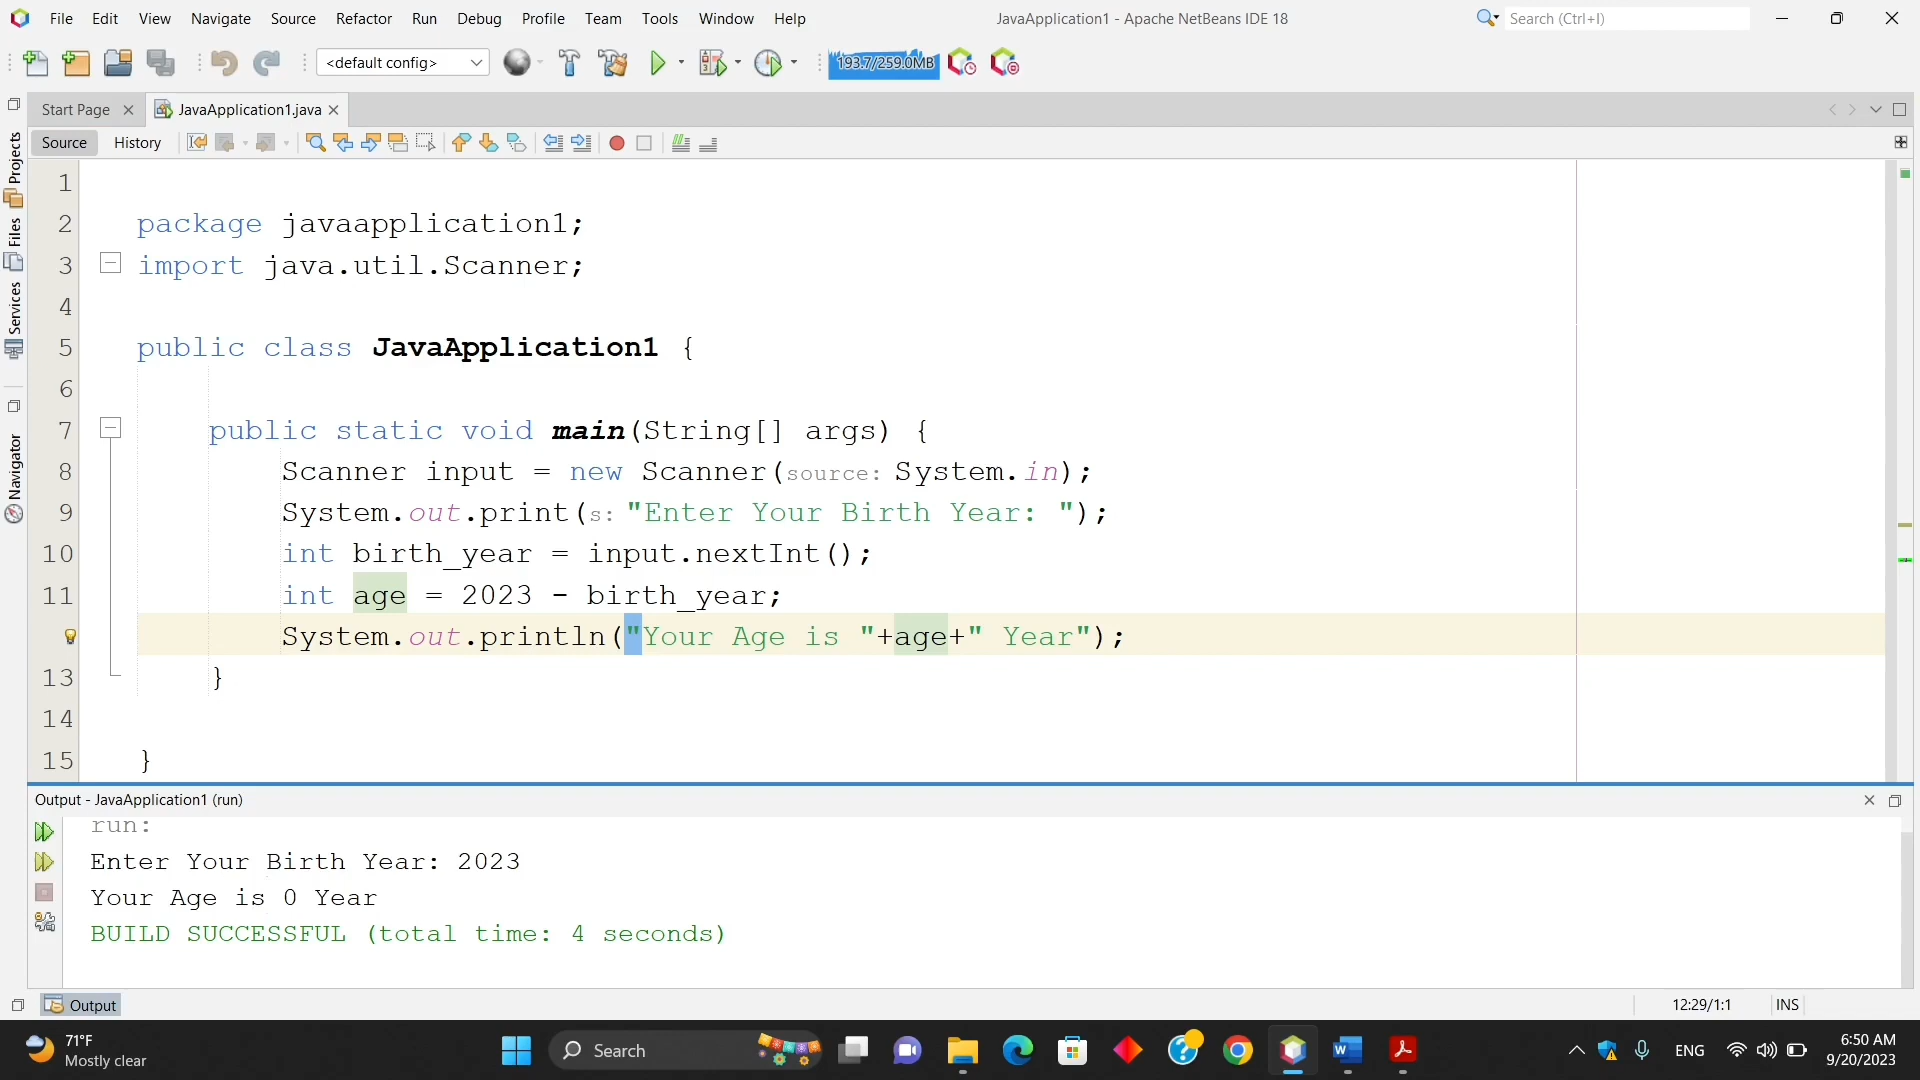 File Edit View Navigate Source Refactor Run Debug Profile Team Tools Window Help
JavaApplication1 - Apache NetBeans IDE 18
Search (Ctrl+I)
<default config>
193.7/259.0MB
Start Page
JavaApplication1.java
Source History
Projects
Files
Services
Navigator
1
2 package javaapplication1;
3 import java.util.Scanner;
4
5 public class JavaApplication1 {
6
7 public static void main(String[] args) {
8 Scanner input = new Scanner(source: System.in);
9 System.out.print(s: "Enter Your Birth Year: ");
10 int birth_year = input.nextInt();
11 int age = 2023 - birth_year;
System.out.println("Your Age is "+age+" Year");
13 }
14
15 }
Output - JavaApplication1 (run)
run:
Enter Your Birth Year: 2023
Your Age is 0 Year
BUILD SUCCESSFUL (total time: 4 seconds)
Output
12:29/1:1 INS
71°F
Mostly clear
Search
ENG
6:50 AM
9/20/2023